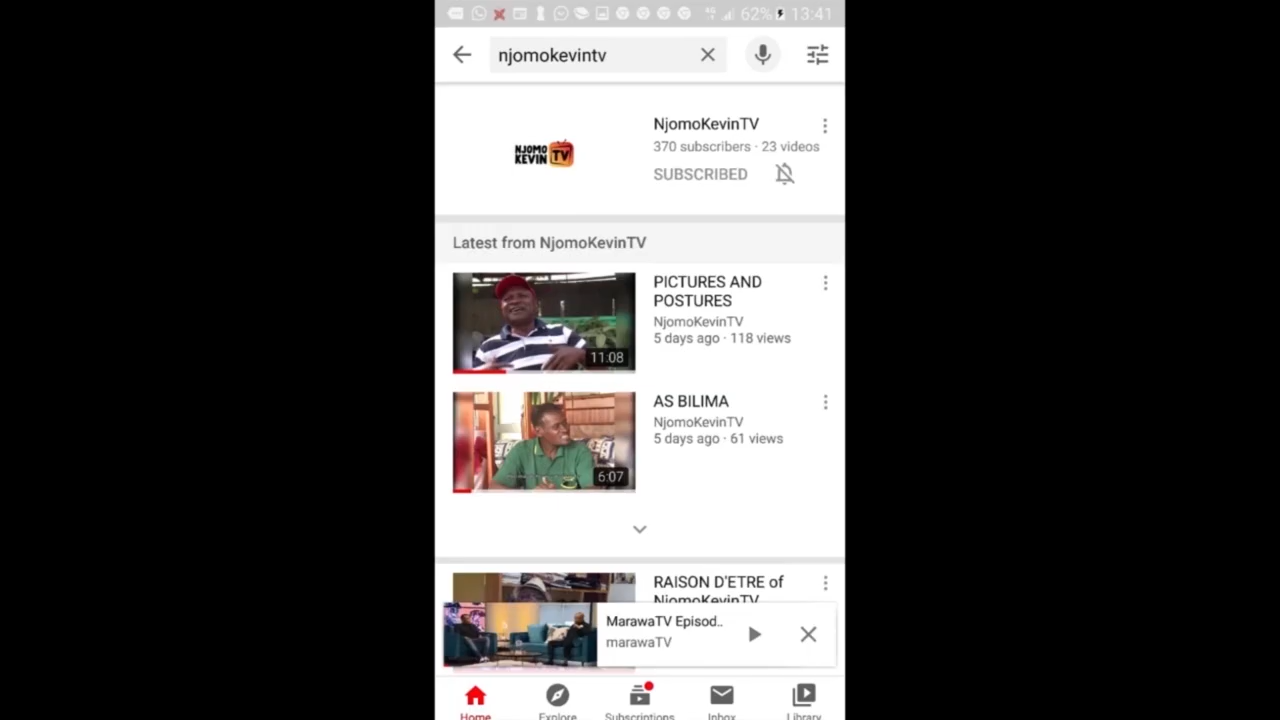 4G 62% 13:41
njomokevintv
NJOMO
KEVIN TV
NjomoKevinTV
370 subscribers · 23 videos
SUBSCRIBED
Latest from NjomoKevinTV
PICTURES AND
POSTURES
NjomoKevinTV
5 days ago · 118 views
11:08
AS BILIMA
NjomoKevinTV
5 days ago · 61 views
6:07
RAISON D'ETRE of
NjomoKevinTV
MarawaTV Episod..
marawaTV
Home Explore Subscriptions Inbox Library